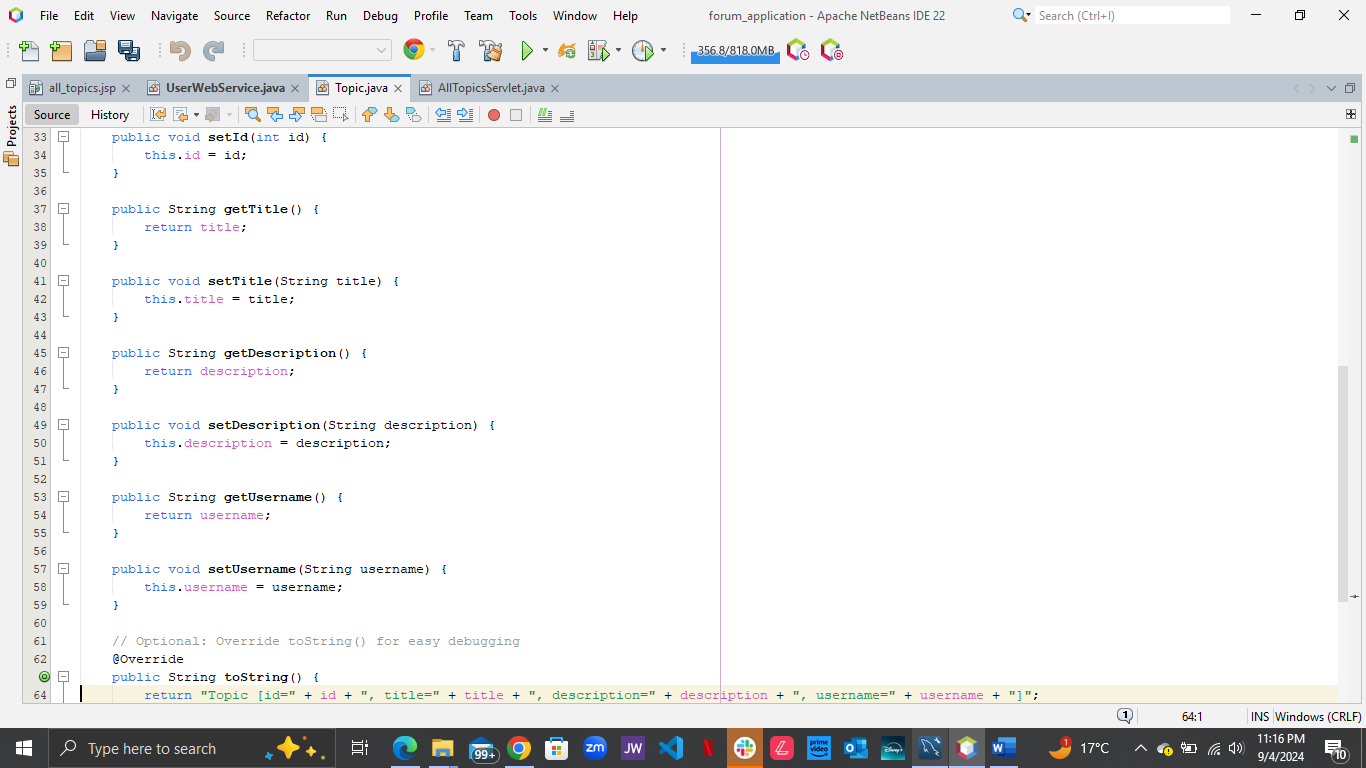 File Edit View Navigate Source Refactor Run Debug Profile Team Tools Window Help forum_application - Apache NetBeans IDE 22 Search (Ctrl+I)
356.8/818.0MB
all_topics.jsp UserWebService.java Topic.java AllTopicsServlet.java
Projects
Source History
33 public void setId(int id) {
34 this.id = id;
35 }
36
37 public String getTitle() {
38 return title;
39 }
40
41 public void setTitle(String title) {
42 this.title = title;
43 }
44
45 public String getDescription() {
46 return description;
47 }
48
49 public void setDescription(String description) {
50 this.description = description;
51 }
52
53 public String getUsername() {
54 return username;
55 }
56
57 public void setUsername(String username) {
58 this.username = username;
59 }
60
61 // Optional: Override toString() for easy debugging
62 @Override
63 public String toString() {
64 return "Topic [id=" + id + ", title=" + title + ", description=" + description + ", username=" + username + "]";
1 64:1 INS Windows (CRLF)
Type here to search 99+ zm JW prime video Disney+ 1 17°C 11:16 PM
9/4/2024 10